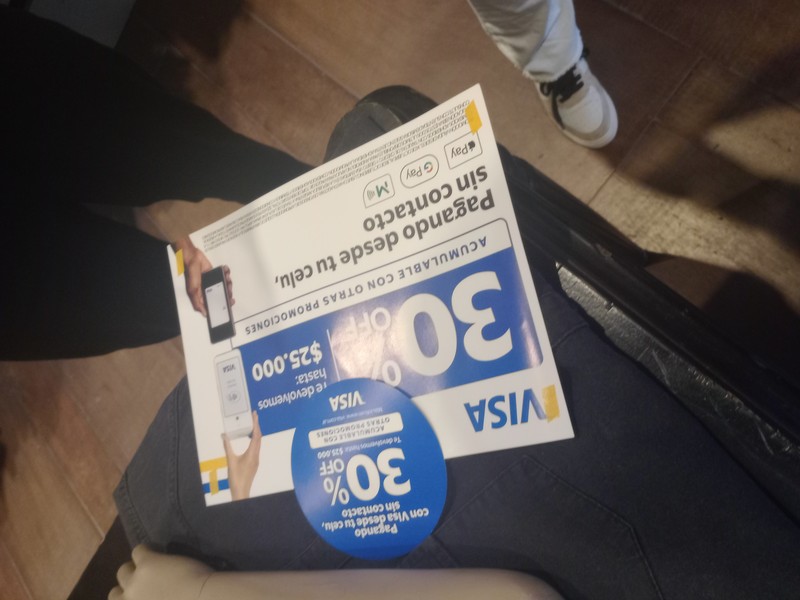 VISA
30%
OFF
Te devolvemos
hasta:
$25.000
ACUMULABLE CON OTRAS PROMOCIONES
Pagando desde tu celu,
sin contacto
Pay
G Pay
M
VISA
Pagando
con Visa desde tu celu,
sin contacto
30%
OFF
Te devolvemos hasta $25.000
ACUMULABLE CON
OTRAS PROMOCIONES
VISA